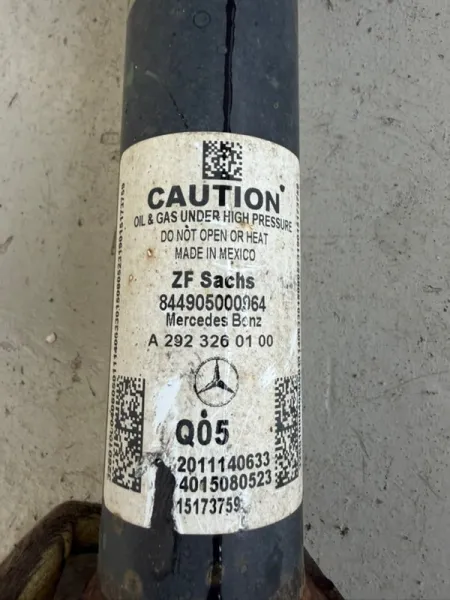 CAUTION
OIL & GAS UNDER HIGH PRESSURE
DO NOT OPEN OR HEAT
MADE IN MEXICO
ZF Sachs
844905000064
Mercedes Benz
A 292 326 01 00
Q05
2011140633
4015080523
15173759